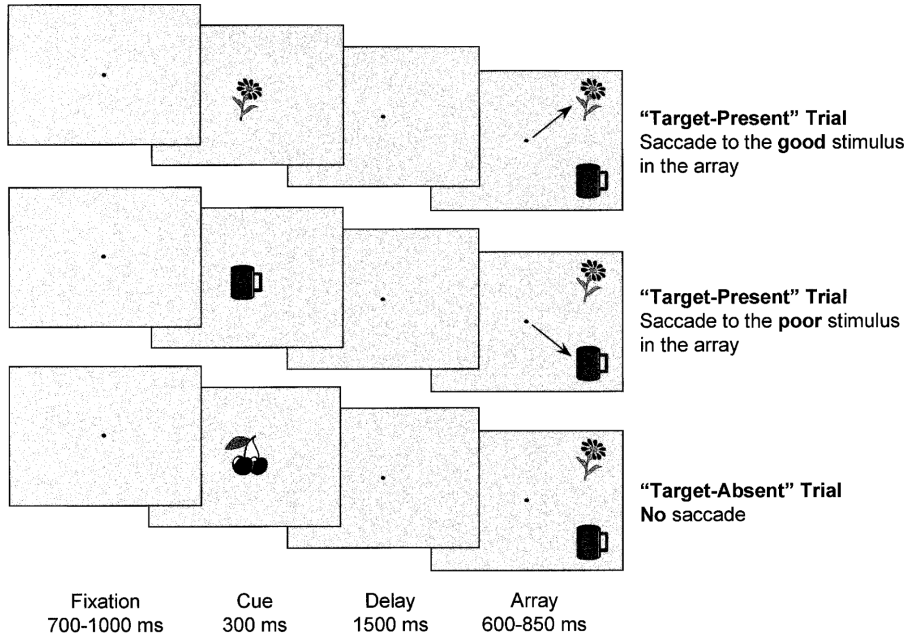 “Target-Present” Trial
Saccade to the good stimulus
in the array
“Target-Present” Trial
Saccade to the poor stimulus
in the array
“Target-Absent” Trial
No saccade
Fixation Cue Delay Array
700-1000 ms 300 ms 1500 ms 600-850 ms